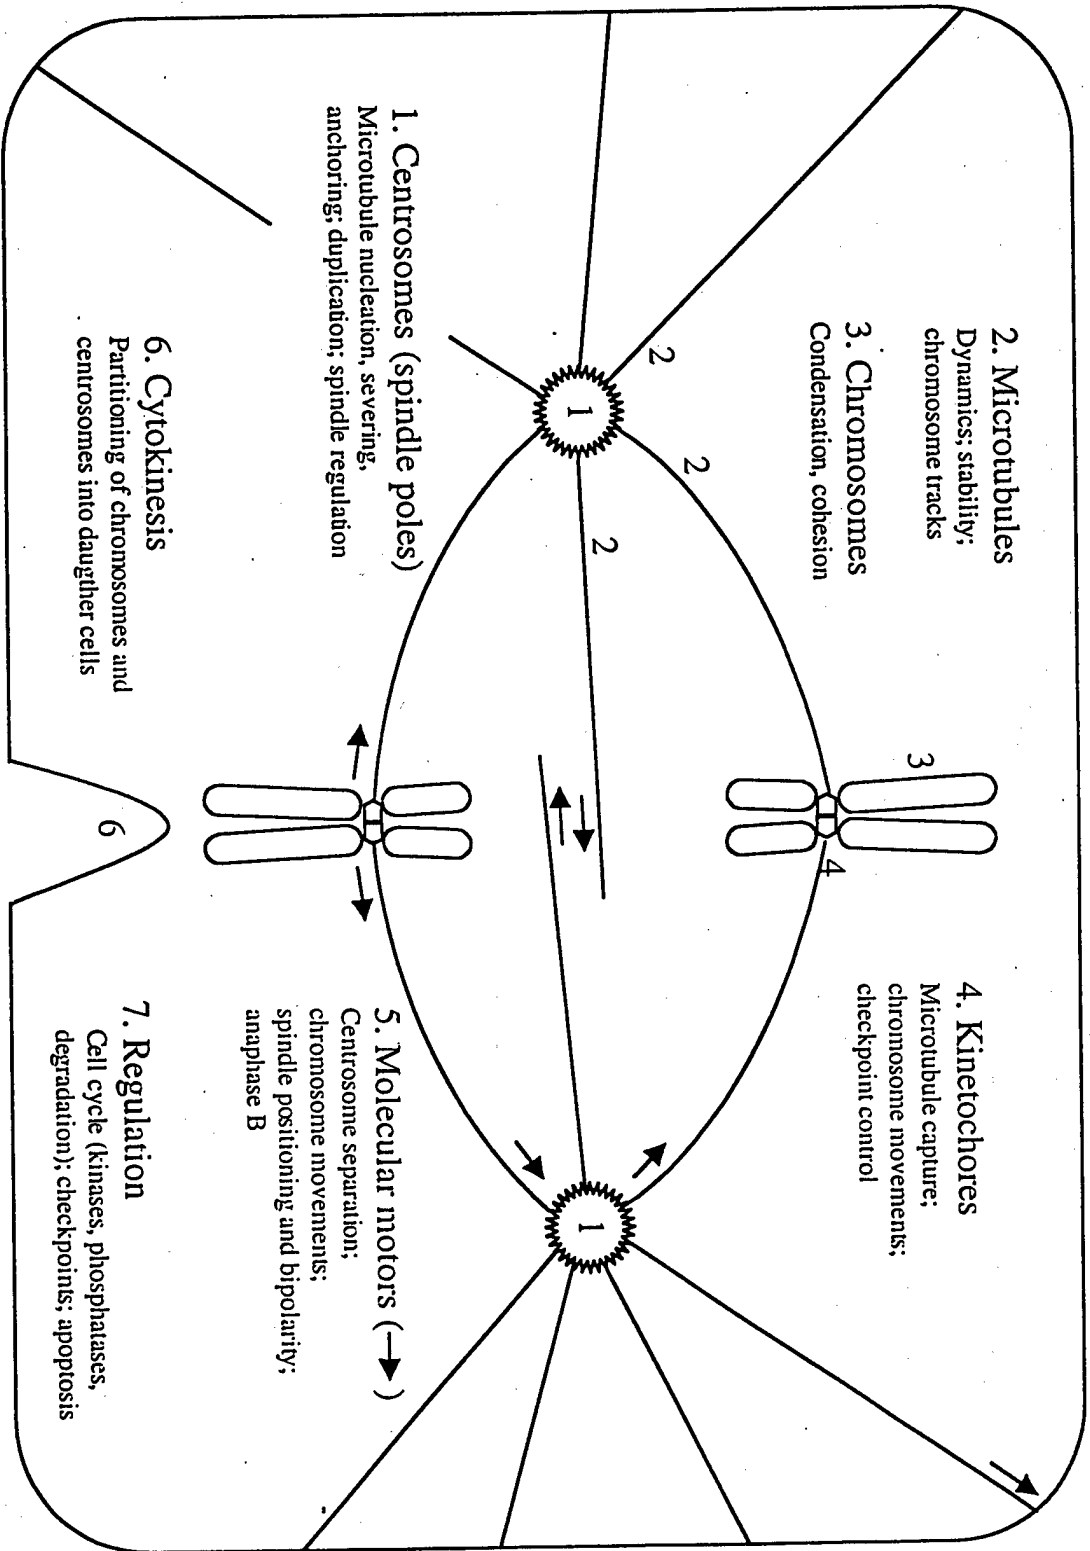 2. Microtubules
Dynamics; stability;
chromosome tracks
3. Chromosomes
Condensation, cohesion
4. Kinetochores
Microtubule capture;
chromosome movements;
checkpoint control
3
4
2
2
2
1
1
1. Centrosomes (spindle poles)
Microtubule nucleation, severing,
anchoring; duplication; spindle regulation
5. Molecular motors (→)
Centrosome separation;
chromosome movements;
spindle positioning and bipolarity;
anaphase B
6. Cytokinesis
Partitioning of chromosomes and
centrosomes into daugther cells
6
7. Regulation
Cell cycle (kinases, phosphatases,
degradation); checkpoints; apoptosis